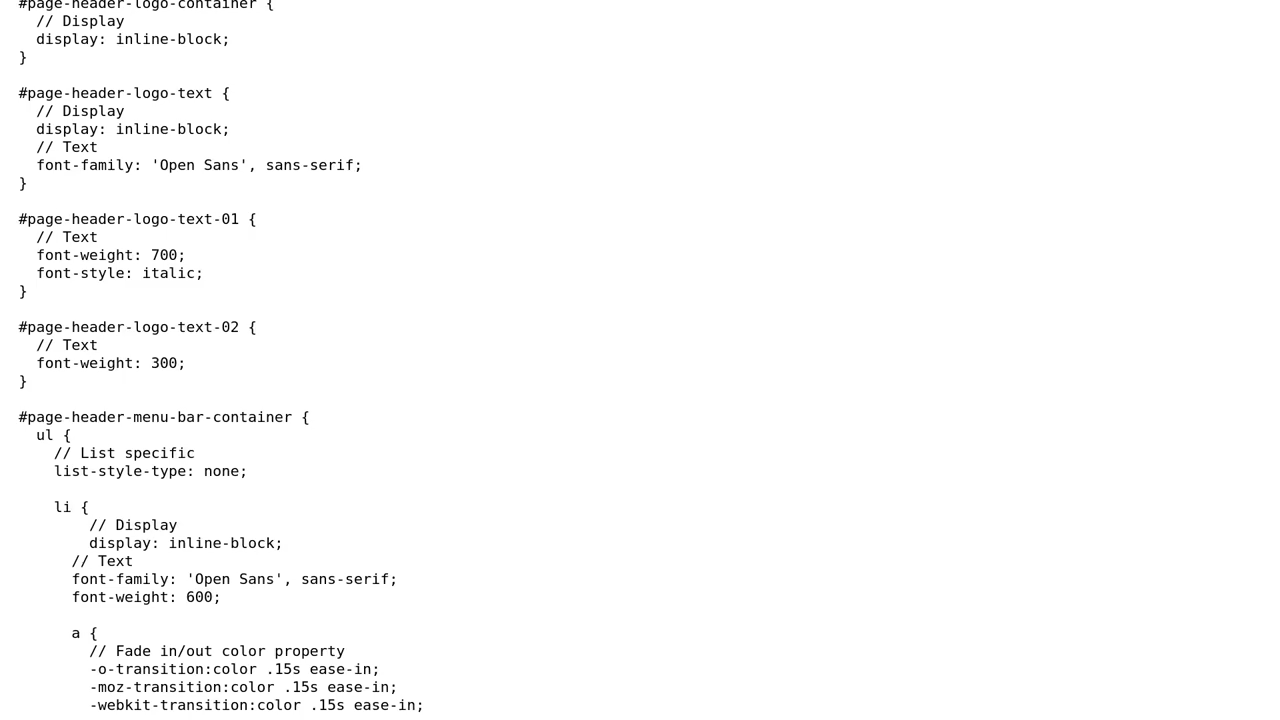 #page-header-logo-container {
  // Display
  display: inline-block;
}

#page-header-logo-text {
  // Display
  display: inline-block;
  // Text
  font-family: 'Open Sans', sans-serif;
}

#page-header-logo-text-01 {
  // Text
  font-weight: 700;
  font-style: italic;
}

#page-header-logo-text-02 {
  // Text
  font-weight: 300;
}

#page-header-menu-bar-container {
  ul {
    // List specific
    list-style-type: none;

    li {
        // Display
        display: inline-block;
      // Text
      font-family: 'Open Sans', sans-serif;
      font-weight: 600;

      a {
        // Fade in/out color property
        -o-transition:color .15s ease-in;
        -moz-transition:color .15s ease-in;
        -webkit-transition:color .15s ease-in;